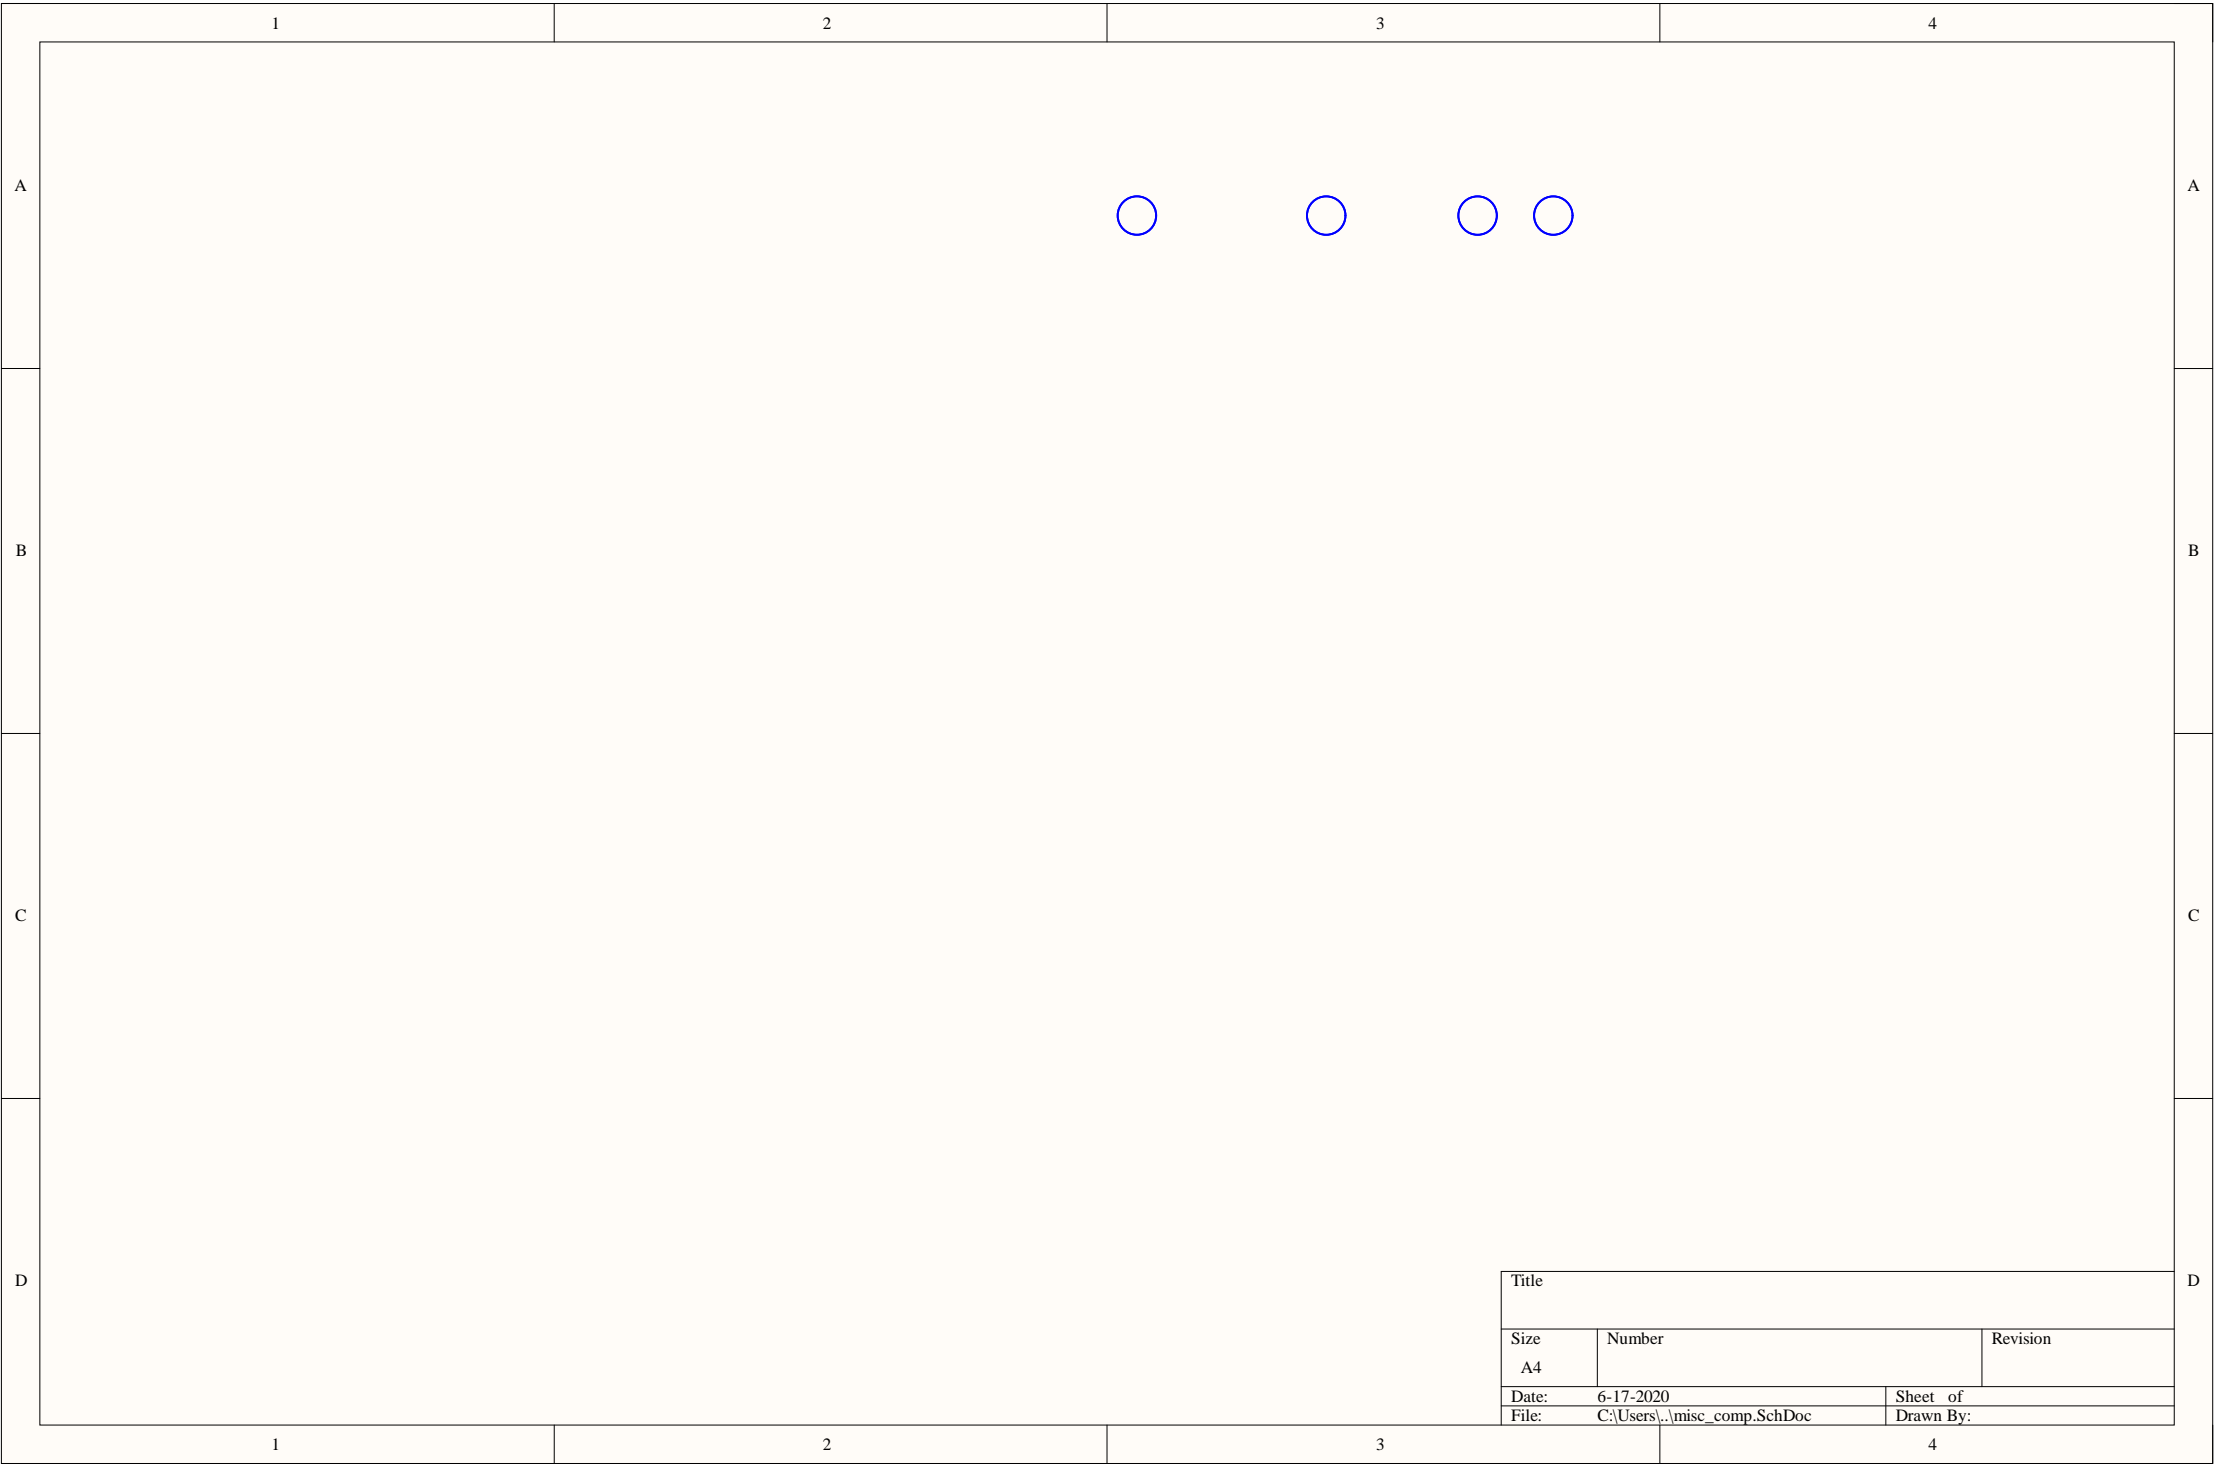 1 2 3 4
A A
B B
C C
D D
Title
Size Number Revision
A4
Date: 6-17-2020 Sheet of
File: C:\Users\..\misc_comp.SchDoc Drawn By:
1 2 3 4